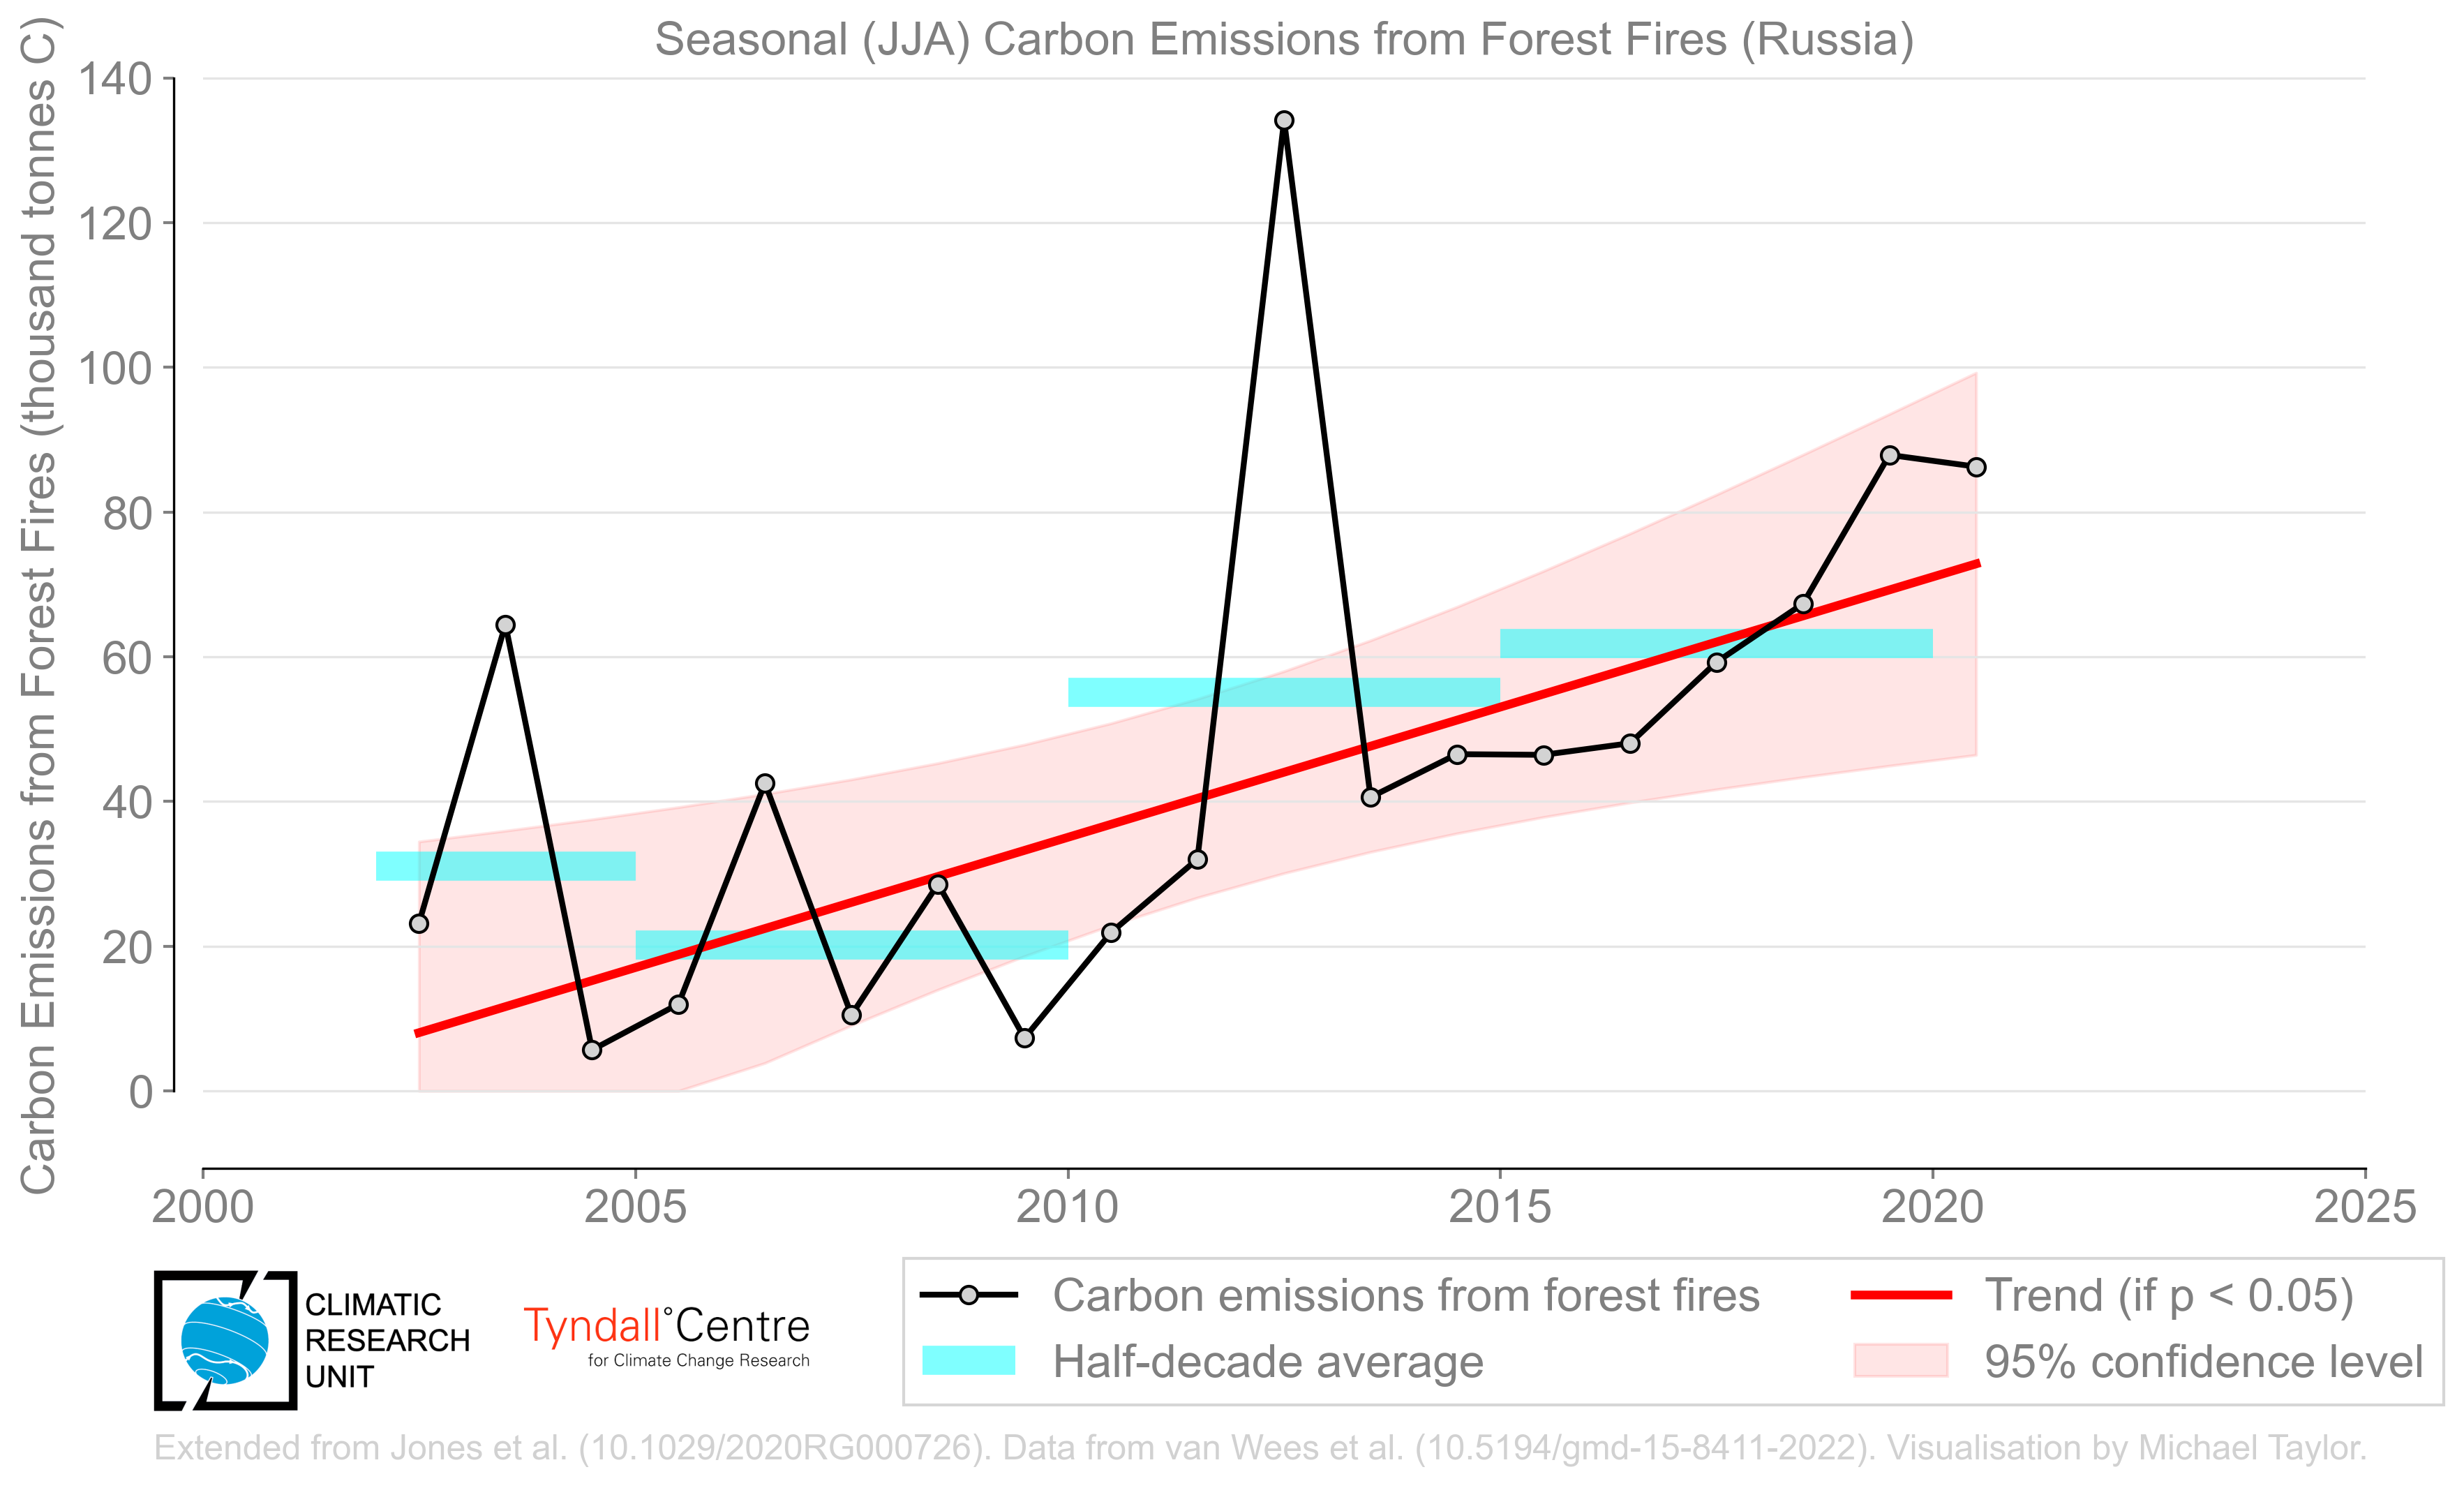 Seasonal (JJA) Carbon Emissions from Forest Fires (Russia)
Carbon Emissions from Forest Fires (thousand tonnes C)
140
120
100
80
60
40
20
0
2000 2005 2010 2015 2020 2025
CLIMATIC
RESEARCH
UNIT
Tyndall°Centre
for Climate Change Research
Carbon emissions from forest fires
Half-decade average
Trend (if p < 0.05)
95% confidence level
Extended from Jones et al. (10.1029/2020RG000726). Data from van Wees et al. (10.5194/gmd-15-8411-2022). Visualisation by Michael Taylor.